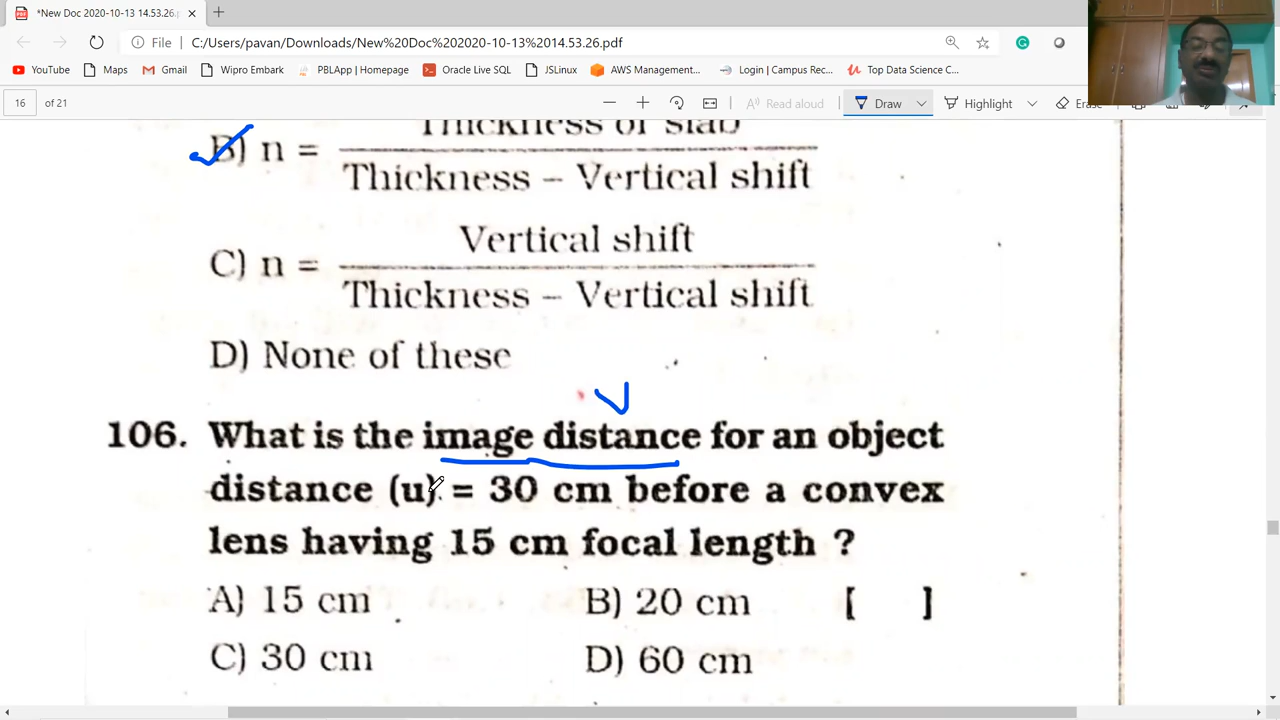 *New Doc 2020-10-13 14.53.26.p
File C:/Users/pavan/Downloads/New%20Doc%202020-10-13%2014.53.26.pdf
YouTube Maps Gmail Wipro Embark PBLApp | Homepage Oracle Live SQL JSLinux AWS Management... Login | Campus Rec... Top Data Science C...
16 of 21 Read aloud Draw Highlight Erase
Thickness of slab
B) n =
Thickness – Vertical shift
Vertical shift
C) n =
Thickness – Vertical shift
D) None of these
V
106. What is the image distance for an object
distance (u) = 30 cm before a convex
lens having 15 cm focal length ?
A) 15 cm B) 20 cm [ ]
C) 30 cm D) 60 cm